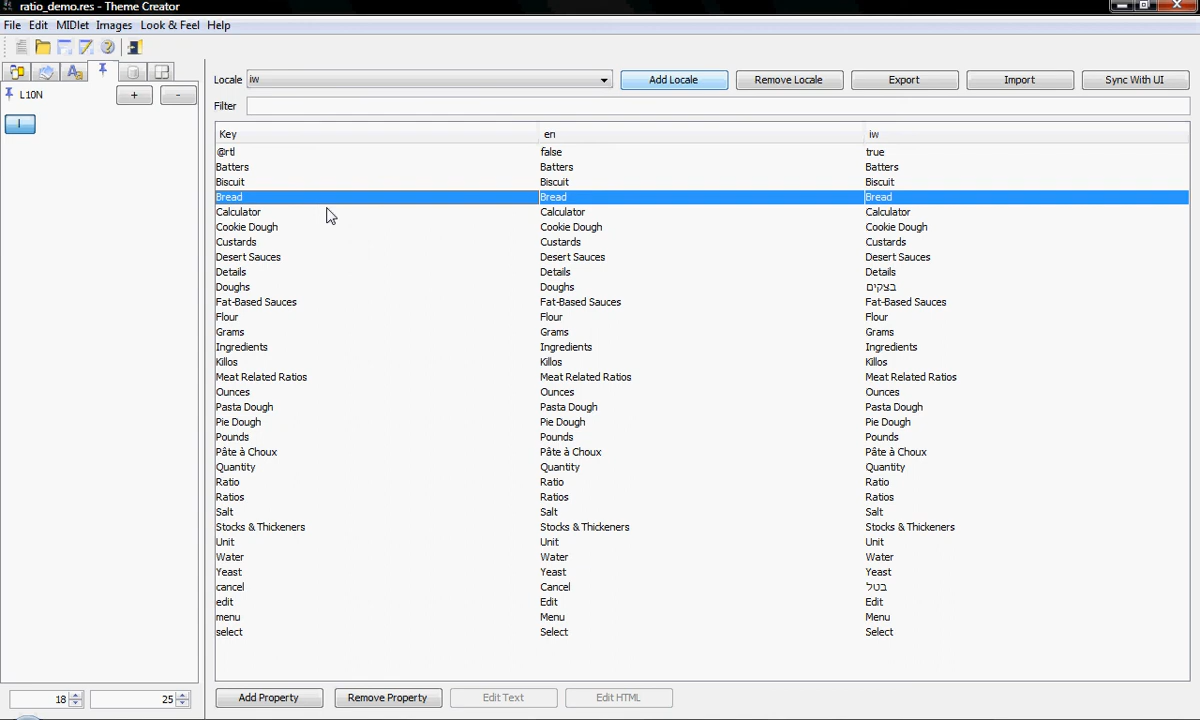 ratio_demo.res - Theme Creator
File Edit MIDlet Images Look & Feel Help
L10N + -
I
Locale iw Add Locale Remove Locale Export Import Sync With UI
Filter
Key en iw
@rtl false true
Batters Batters Batters
Biscuit Biscuit Biscuit
Bread Bread Bread
Calculator Calculator Calculator
Cookie Dough Cookie Dough Cookie Dough
Custards Custards Custards
Desert Sauces Desert Sauces Desert Sauces
Details Details Details
Doughs Doughs בצקים
Fat-Based Sauces Fat-Based Sauces Fat-Based Sauces
Flour Flour Flour
Grams Grams Grams
Ingredients Ingredients Ingredients
Killos Killos Killos
Meat Related Ratios Meat Related Ratios Meat Related Ratios
Ounces Ounces Ounces
Pasta Dough Pasta Dough Pasta Dough
Pie Dough Pie Dough Pie Dough
Pounds Pounds Pounds
Pâte à Choux Pâte à Choux Pâte à Choux
Quantity Quantity Quantity
Ratio Ratio Ratio
Ratios Ratios Ratios
Salt Salt Salt
Stocks & Thickeners Stocks & Thickeners Stocks & Thickeners
Unit Unit Unit
Water Water Water
Yeast Yeast Yeast
cancel Cancel בטל
edit Edit Edit
menu Menu Menu
select Select Select
18 25 Add Property Remove Property Edit Text Edit HTML